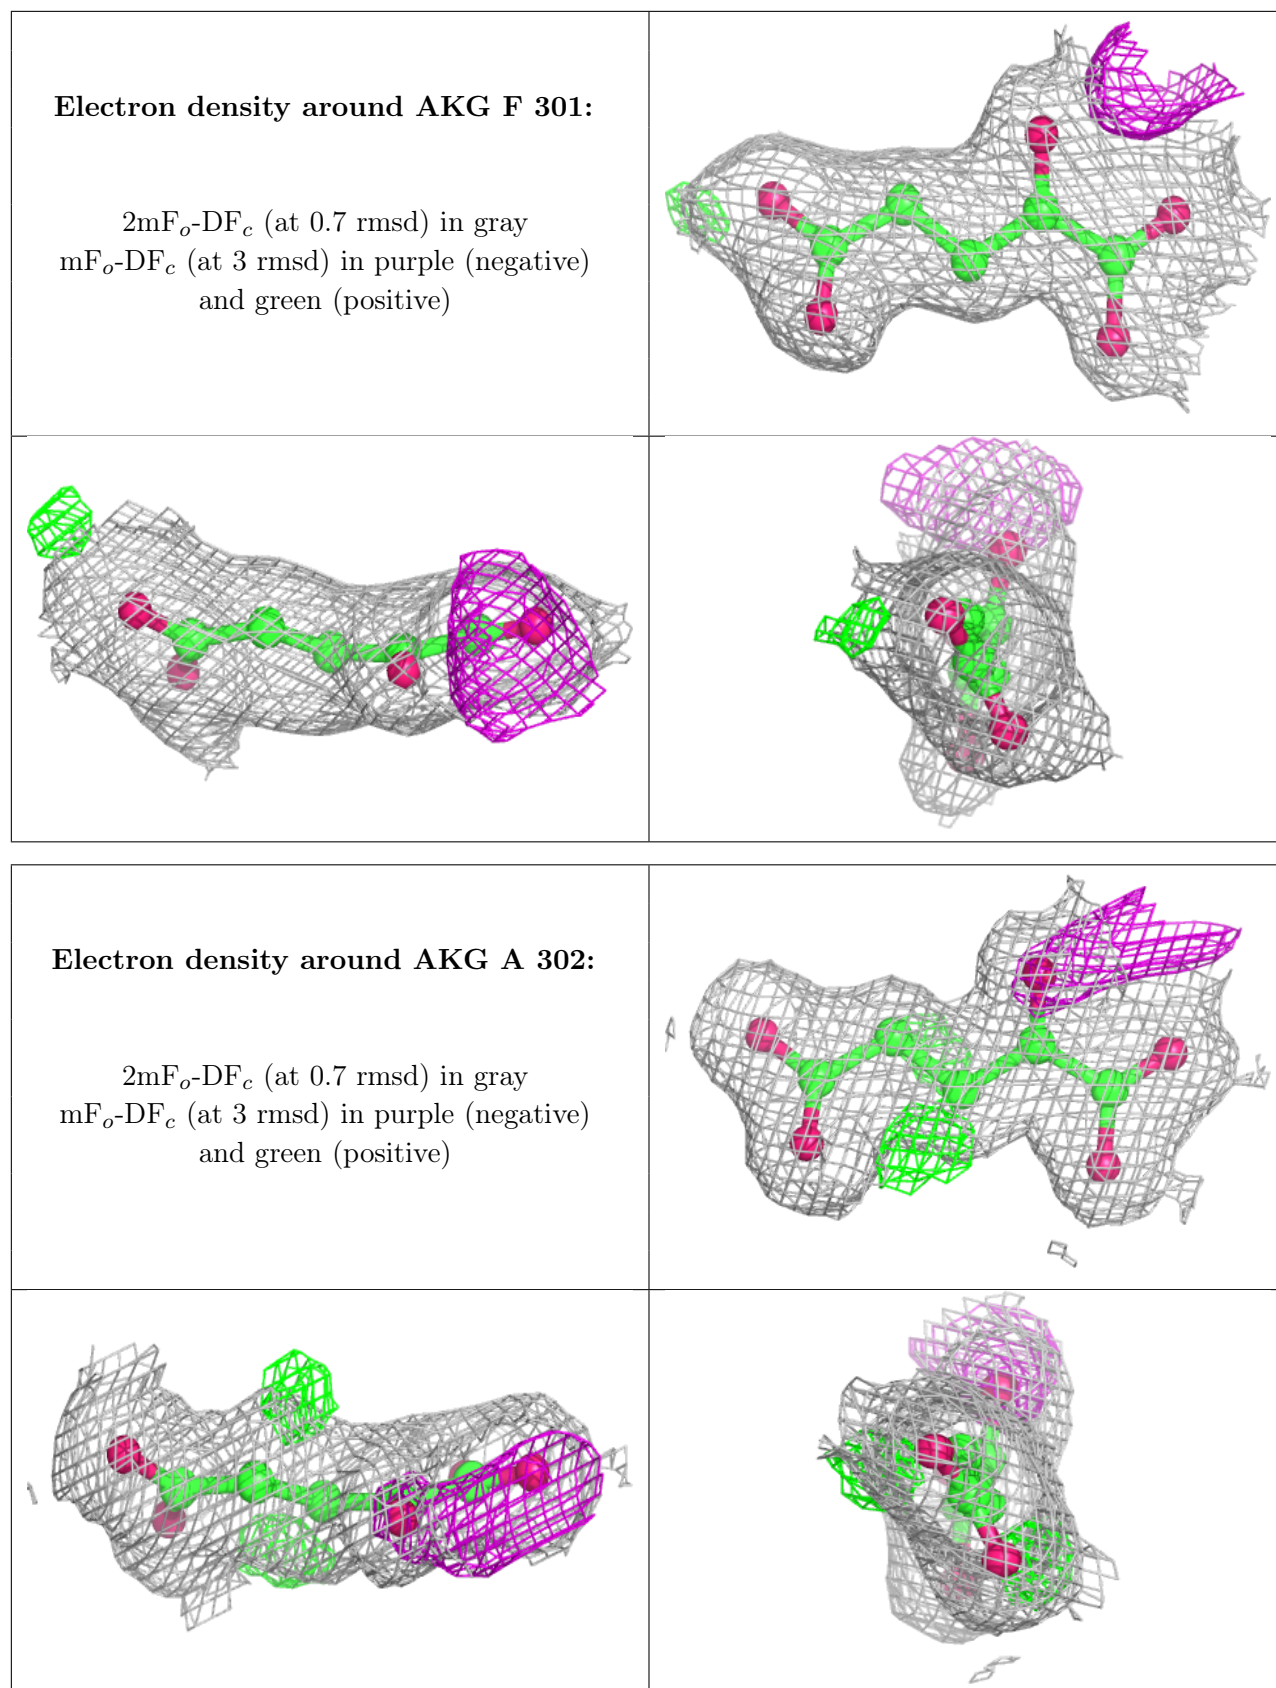 Electron density around AKG F 301:
2mFo-DFc (at 0.7 rmsd) in gray
mFo-DFc (at 3 rmsd) in purple (negative)
and green (positive)
Electron density around AKG A 302:
2mFo-DFc (at 0.7 rmsd) in gray
mFo-DFc (at 3 rmsd) in purple (negative)
and green (positive)